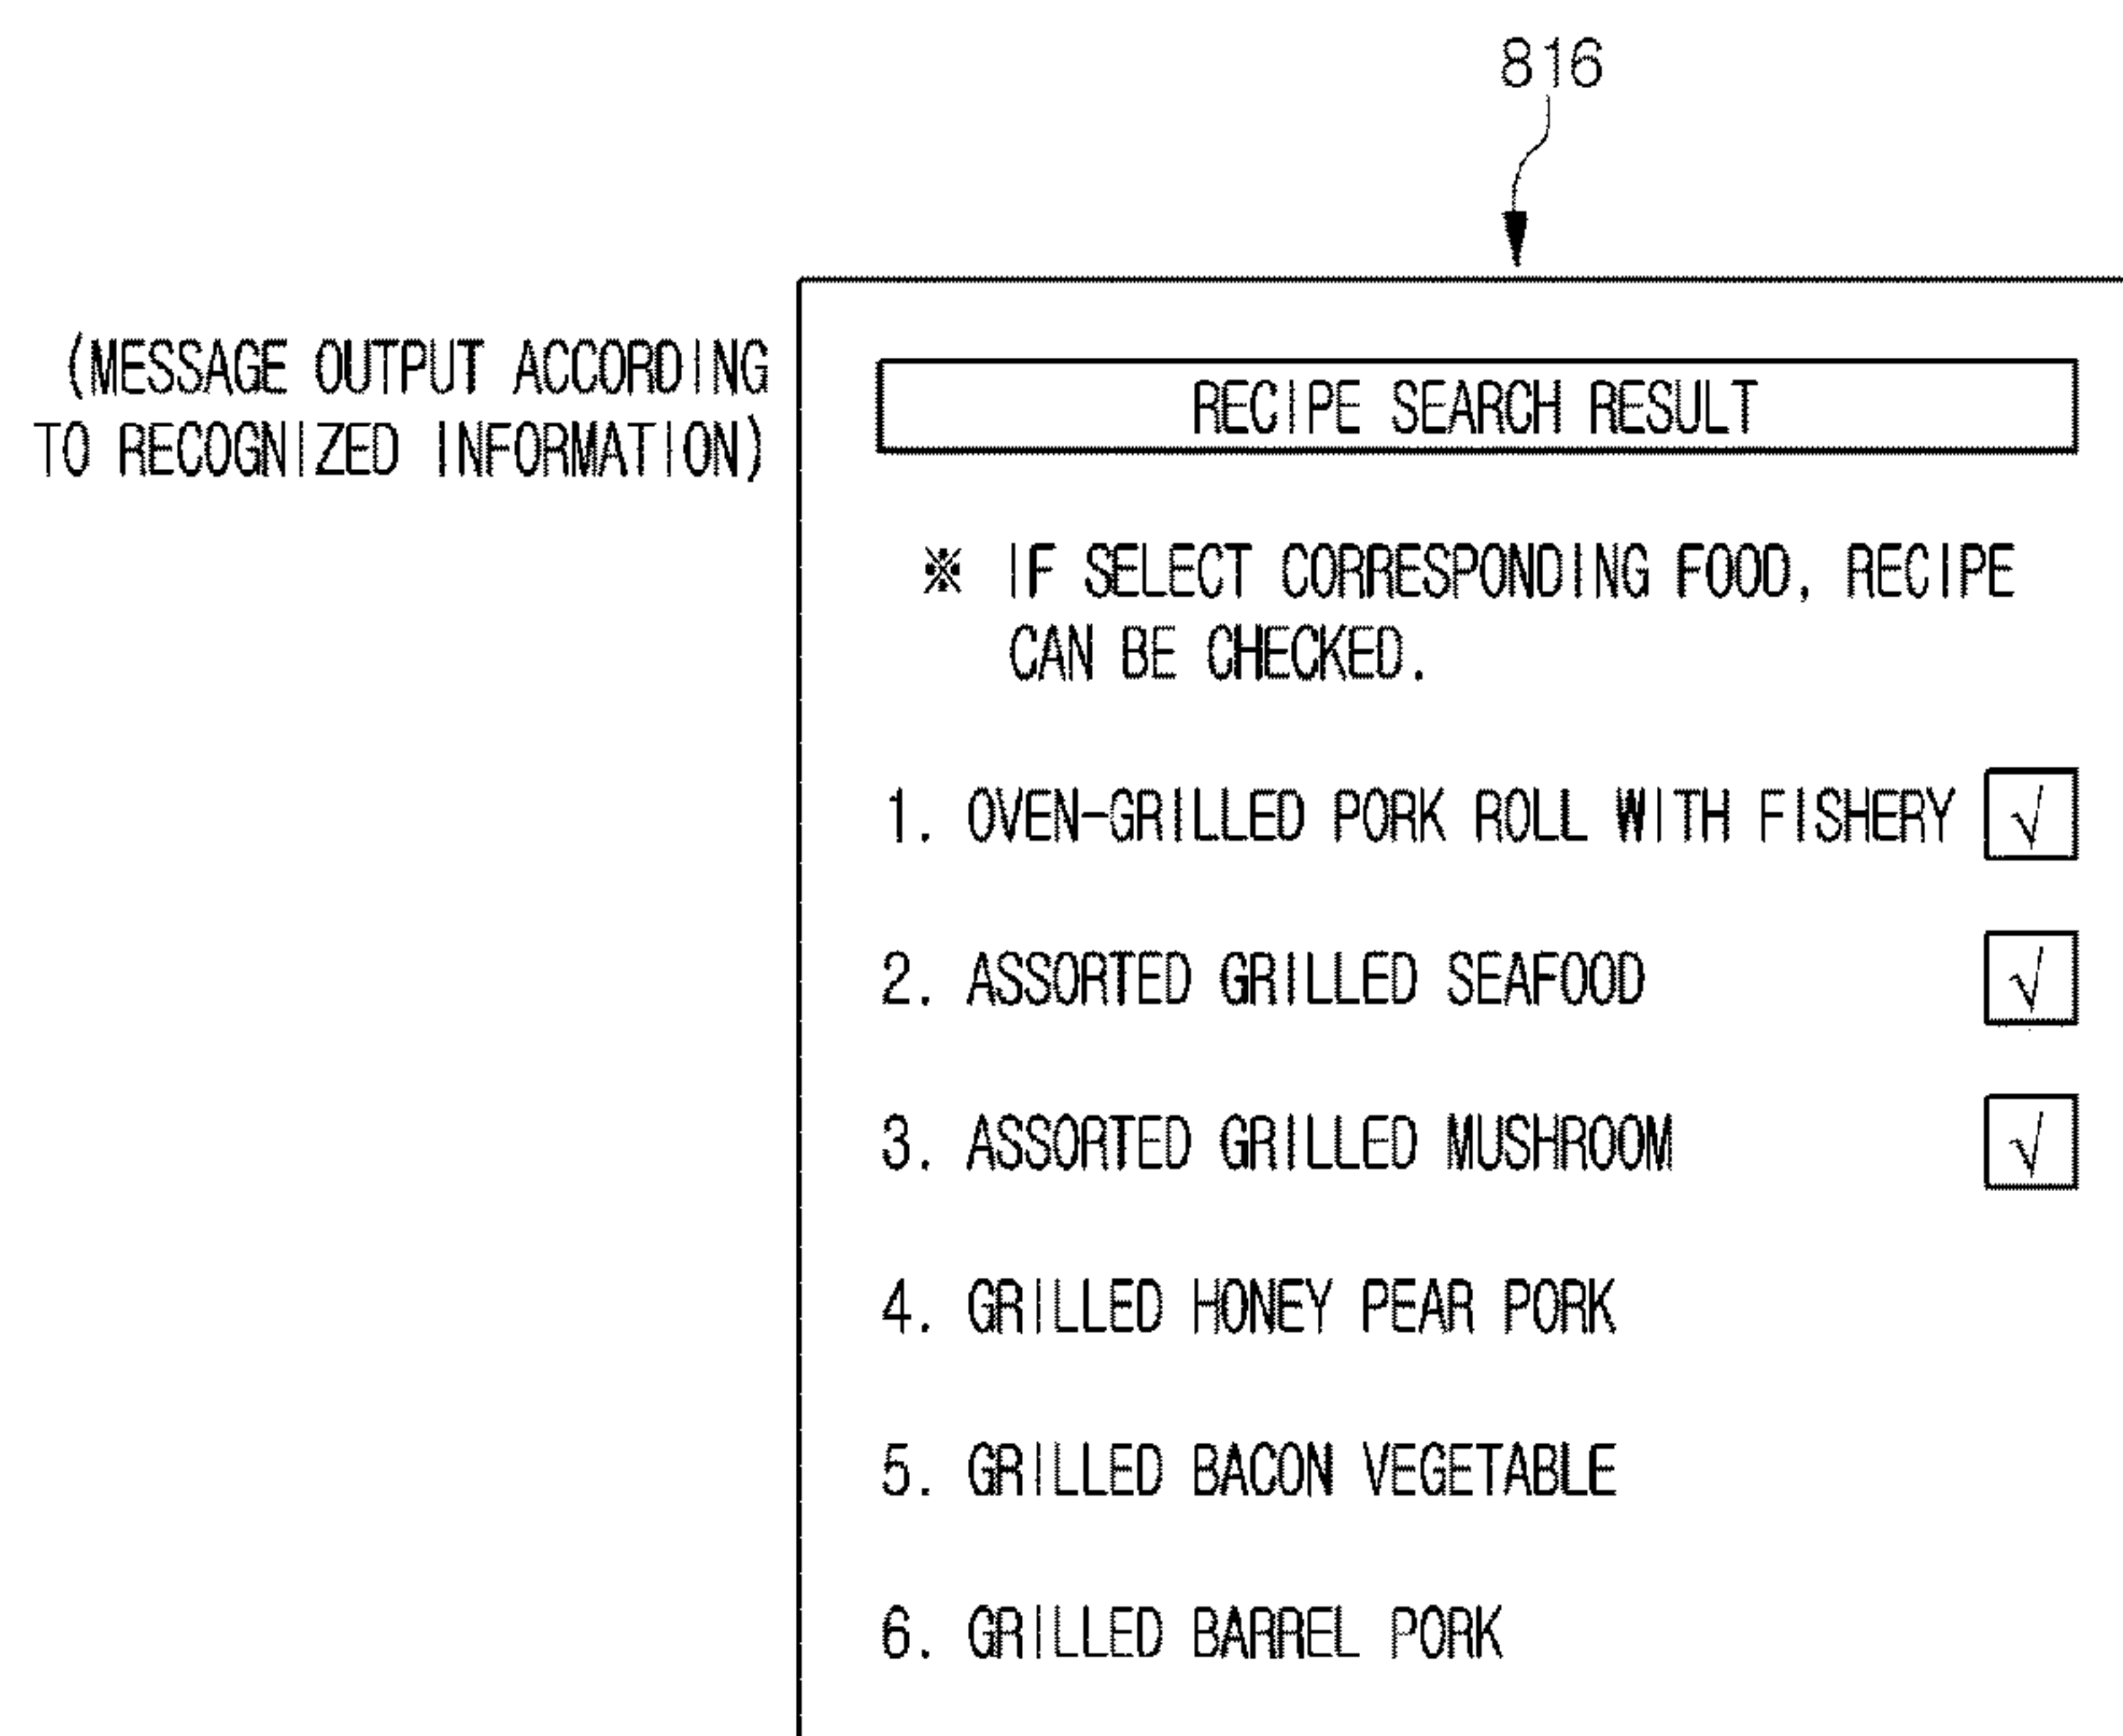 816
(MESSAGE OUTPUT ACCORDING
TO RECOGNIZED INFORMATION)
RECIPE SEARCH RESULT
※ IF SELECT CORRESPONDING FOOD, RECIPE
CAN BE CHECKED.
1. OVEN-GRILLED PORK ROLL WITH FISHERY √
2. ASSORTED GRILLED SEAFOOD √
3. ASSORTED GRILLED MUSHROOM √
4. GRILLED HONEY PEAR PORK
5. GRILLED BACON VEGETABLE
6. GRILLED BARREL PORK